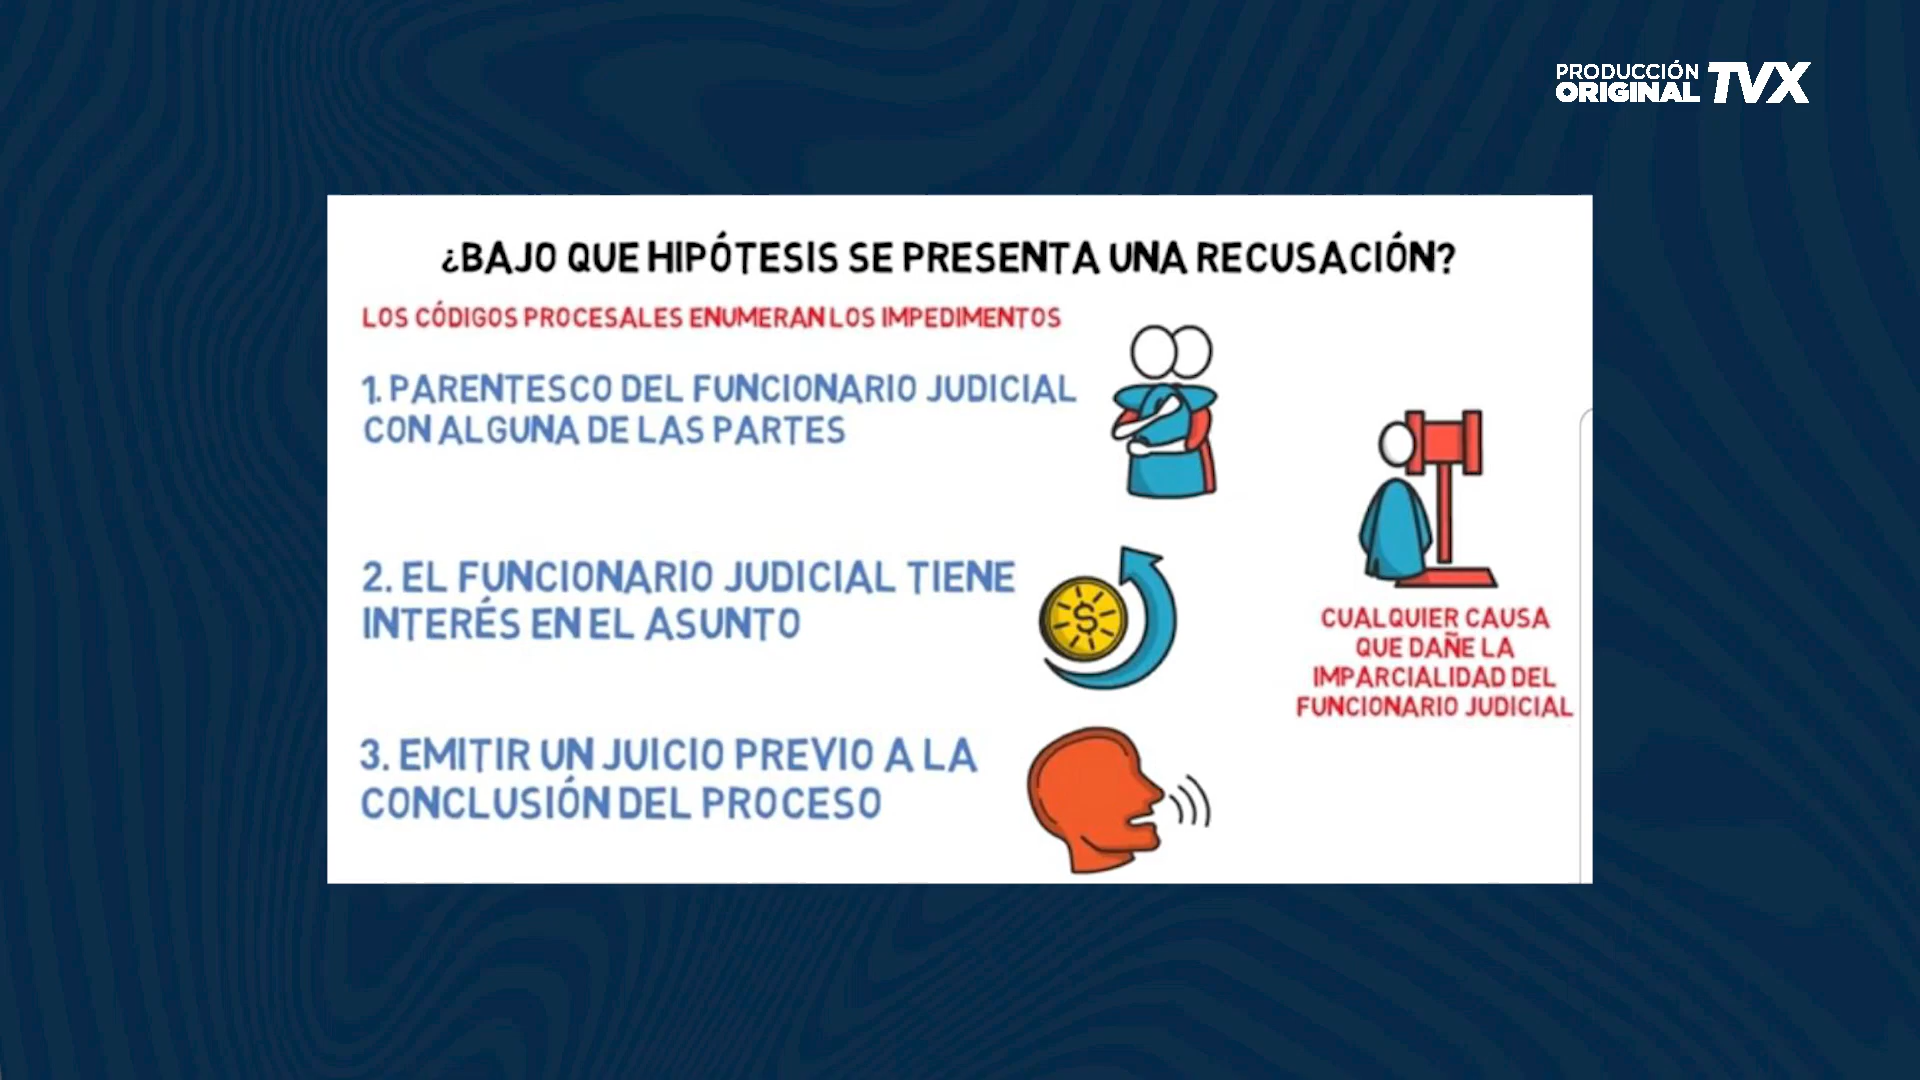 PRODUCCIÓN
ORIGINAL TVX
¿BAJO QUE HIPÓTESIS SE PRESENTA UNA RECUSACIÓN?
LOS CÓDIGOS PROCESALES ENUMERAN LOS IMPEDIMENTOS
1. PARENTESCO DEL FUNCIONARIO JUDICIAL
CON ALGUNA DE LAS PARTES
2. EL FUNCIONARIO JUDICIAL TIENE
INTERÉS EN EL ASUNTO
3. EMITIR UN JUICIO PREVIO A LA
CONCLUSIÓN DEL PROCESO
CUALQUIER CAUSA
QUE DAÑE LA
IMPARCIALIDAD DEL
FUNCIONARIO JUDICIAL